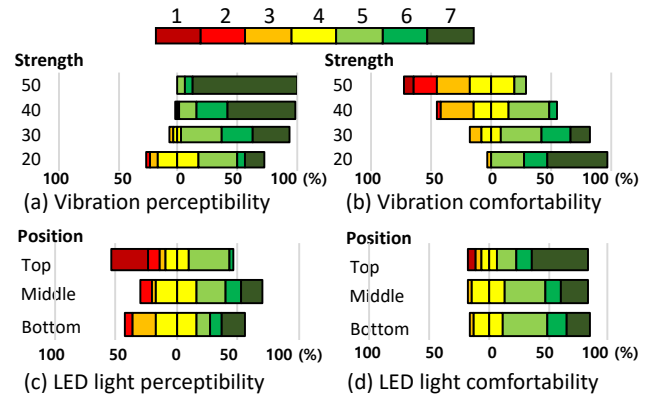 1 2 3 4 5 6 7
Strength
50
40
30
20
100 50 0 50 100 (%)
(a) Vibration perceptibility
Strength
50
40
30
20
100 50 0 50 100 (%)
(b) Vibration comfortability
Position
Top
Middle
Bottom
100 50 0 50 100 (%)
(c) LED light perceptibility
Position
Top
Middle
Bottom
100 50 0 50 100 (%)
(d) LED light comfortability